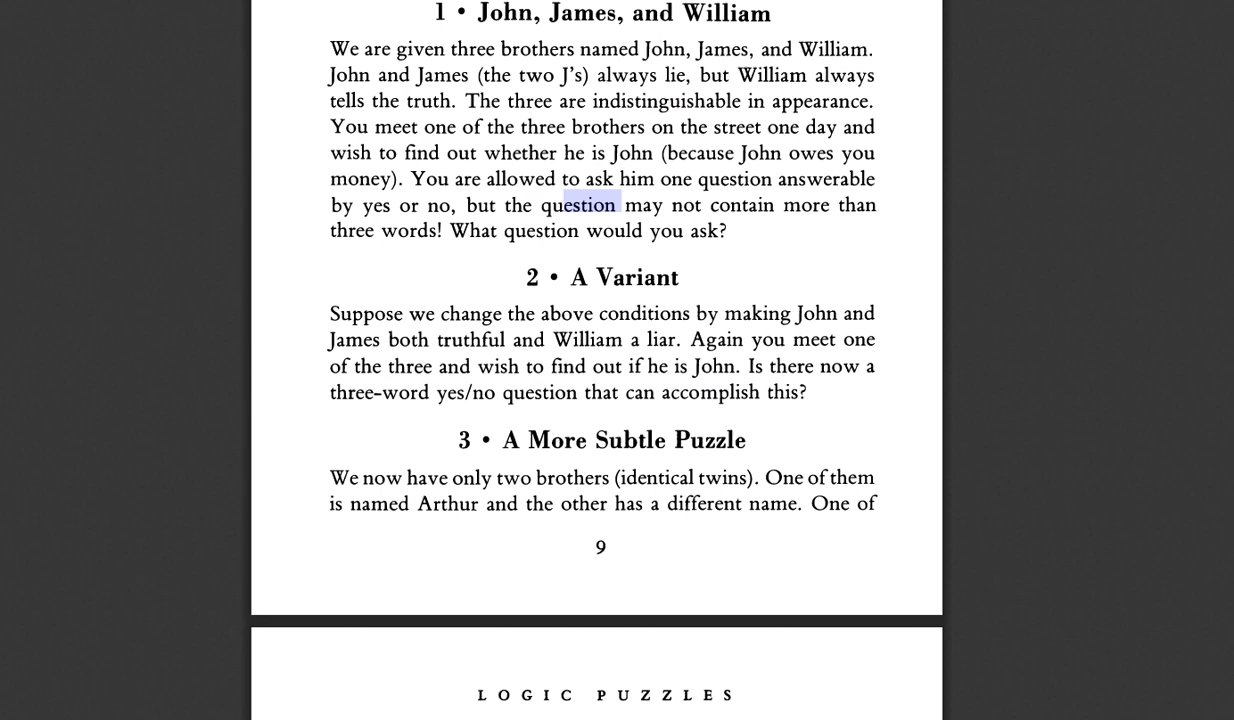 1 • John, James, and William
We are given three brothers named John, James, and William.
John and James (the two J's) always lie, but William always
tells the truth. The three are indistinguishable in appearance.
You meet one of the three brothers on the street one day and
wish to find out whether he is John (because John owes you
money). You are allowed to ask him one question answerable
by yes or no, but the question may not contain more than
three words! What question would you ask?
2 • A Variant
Suppose we change the above conditions by making John and
James both truthful and William a liar. Again you meet one
of the three and wish to find out if he is John. Is there now a
three-word yes/no question that can accomplish this?
3 • A More Subtle Puzzle
We now have only two brothers (identical twins). One of them
is named Arthur and the other has a different name. One of
9
LOGIC PUZZLES